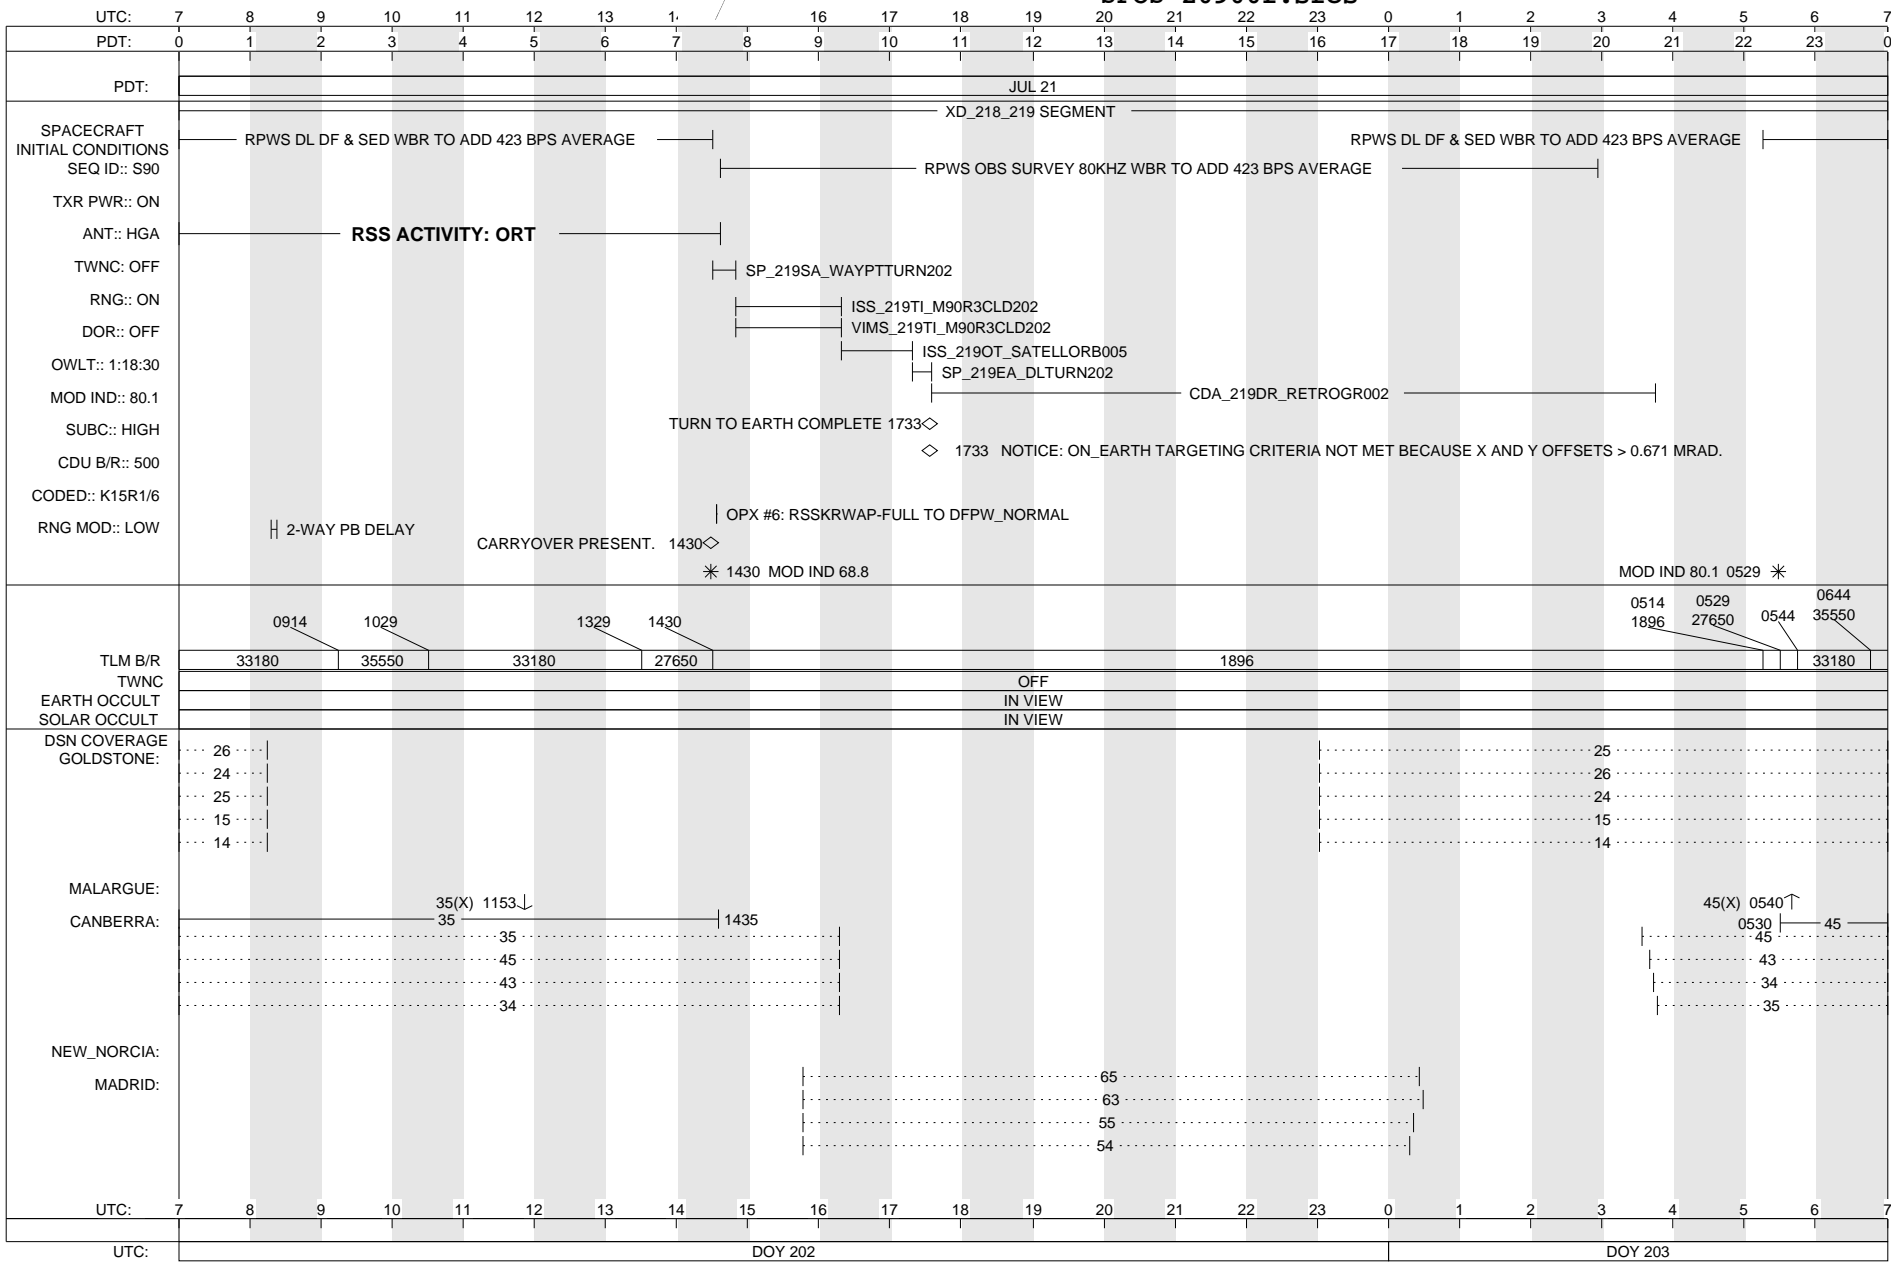 UTC: 7 8 9 10 11 12 13 16 17 18 19 20 21 22 23 0 1 2 3 4 5 6 7
PDT: 0 1 2 3 4 5 6 7 8 9 10 11 12 13 14 15 16 17 18 19 20 21 22 23 0
PDT: JUL 21
XD_218_219 SEGMENT
SPACECRAFT
INITIAL CONDITIONS
RPWS DL DF & SED WBR TO ADD 423 BPS AVERAGE RPWS DL DF & SED WBR TO ADD 423 BPS AVERAGE
SEQ ID:: S90 RPWS OBS SURVEY 80KHZ WBR TO ADD 423 BPS AVERAGE
TXR PWR:: ON
ANT:: HGA RSS ACTIVITY: ORT
TWNC: OFF SP_219SA_WAYPTTURN202
RNG:: ON ISS_219TI_M90R3CLD202
DOR:: OFF VIMS_219TI_M90R3CLD202
ISS_219OT_SATELLORB005
OWLT:: 1:18:30 SP_219EA_DLTURN202
MOD IND:: 80.1 CDA_219DR_RETROGR002
SUBC:: HIGH TURN TO EARTH COMPLETE 1733
1733 NOTICE: ON_EARTH TARGETING CRITERIA NOT MET BECAUSE X AND Y OFFSETS > 0.671 MRAD.
CDU B/R:: 500
CODED:: K15R1/6
OPX #6: RSSKRWAP-FULL TO DFPW_NORMAL
RNG MOD:: LOW 2-WAY PB DELAY
CARRYOVER PRESENT. 1430
1430 MOD IND 68.8 MOD IND 80.1 0529
0914 1029 1329 1430 0514 0529 0544 0644
1896 27650 35550
TLM B/R 33180 35550 33180 27650 1896 33180
TWNC OFF
EARTH OCCULT IN VIEW
SOLAR OCCULT IN VIEW
DSN COVERAGE
GOLDSTONE:
26 25
24 26
25 24
15 15
14 14
MALARGUE:
35(X) 1153 45(X) 0540
CANBERRA: 35 1435 0530 45
35 45
45 43
43 34
34 35
NEW_NORCIA:
MADRID:
65
63
55
54
UTC: 7 8 9 10 11 12 13 14 15 16 17 18 19 20 21 22 23 0 1 2 3 4 5 6 7
UTC: DOY 202 DOY 203